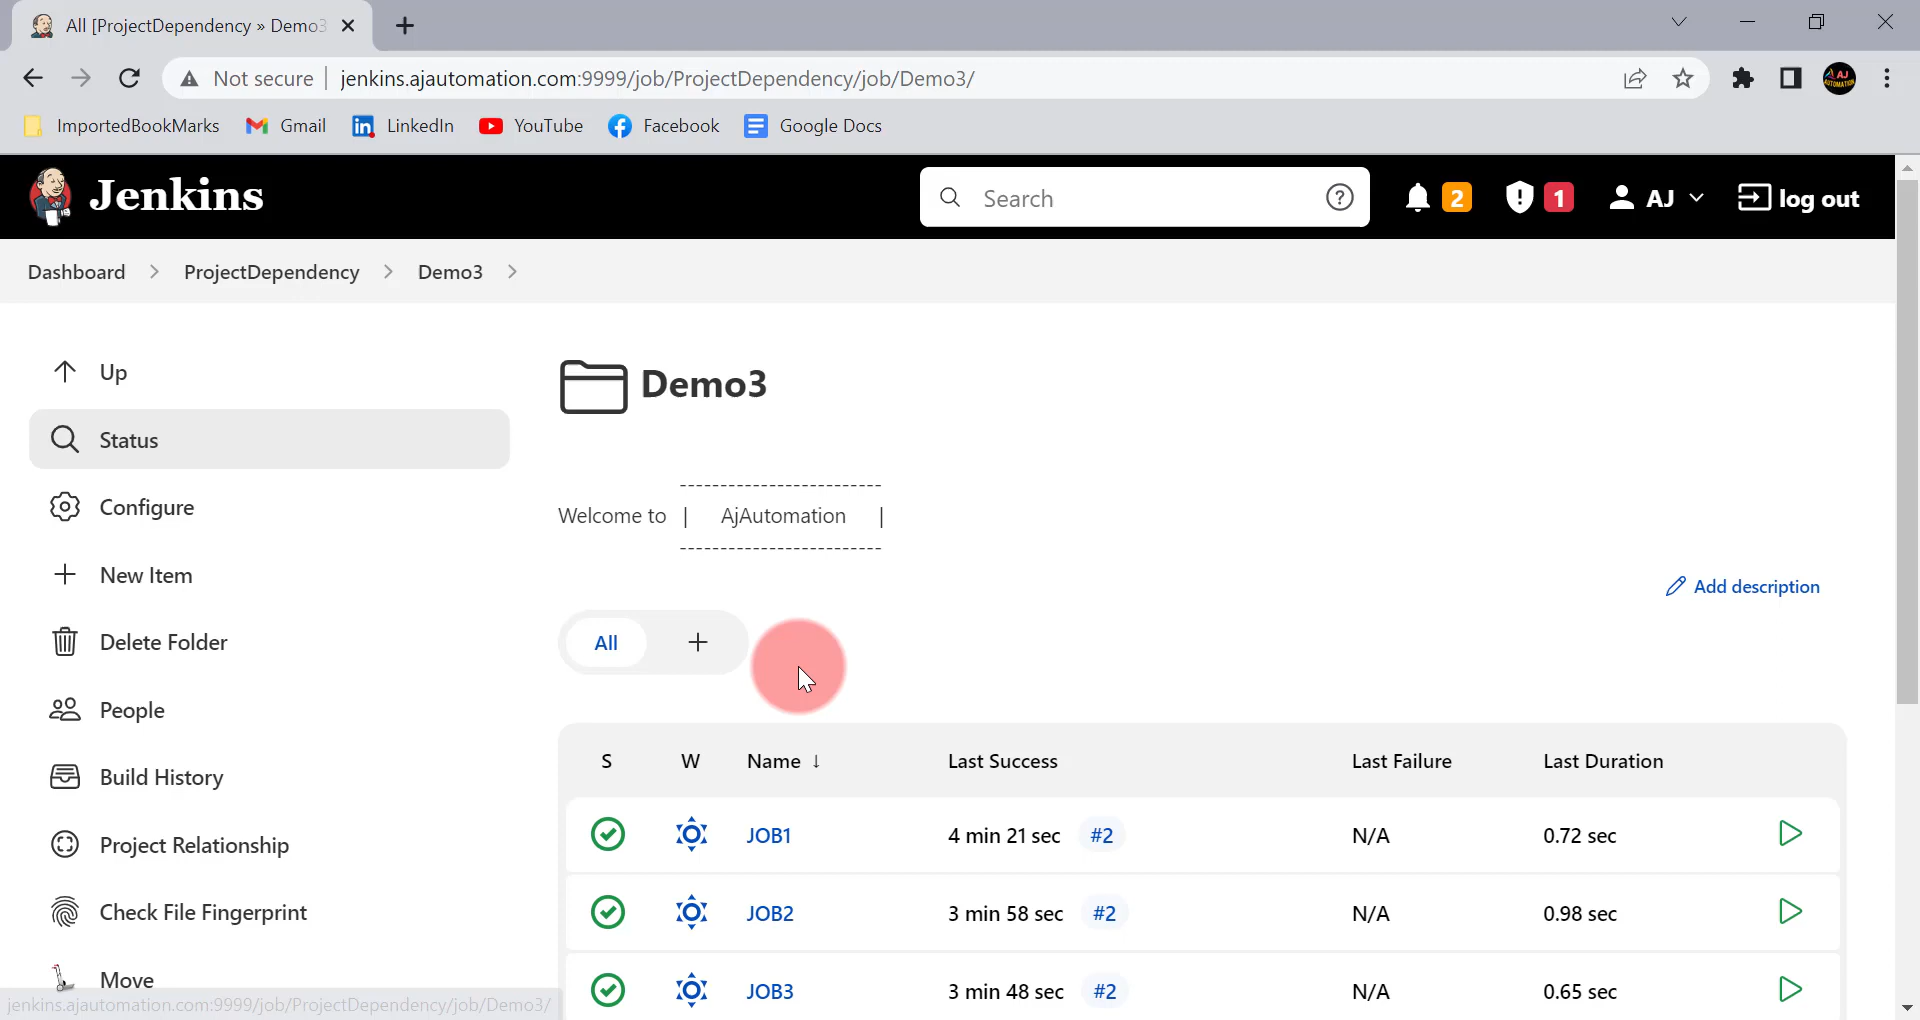 All [ProjectDependency » Demo3
Not secure
jenkins.ajautomation.com:9999/job/ProjectDependency/job/Demo3/
AJ
AUTOMATION
ImportedBookMarks
Gmail
LinkedIn
YouTube
Facebook
Google Docs
Jenkins
Search
2
1
AJ
log out
Dashboard
ProjectDependency
Demo3
Up
Status
Configure
New Item
Delete Folder
People
Build History
Project Relationship
Check File Fingerprint
Move
Demo3
-------------------------
Welcome to | AjAutomation |
-------------------------
Add description
All +
S W Name ↓ Last Success Last Failure Last Duration
JOB1 4 min 21 sec #2 N/A 0.72 sec
JOB2 3 min 58 sec #2 N/A 0.98 sec
JOB3 3 min 48 sec #2 N/A 0.65 sec
jenkins.ajautomation.com:9999/job/ProjectDependency/job/Demo3/